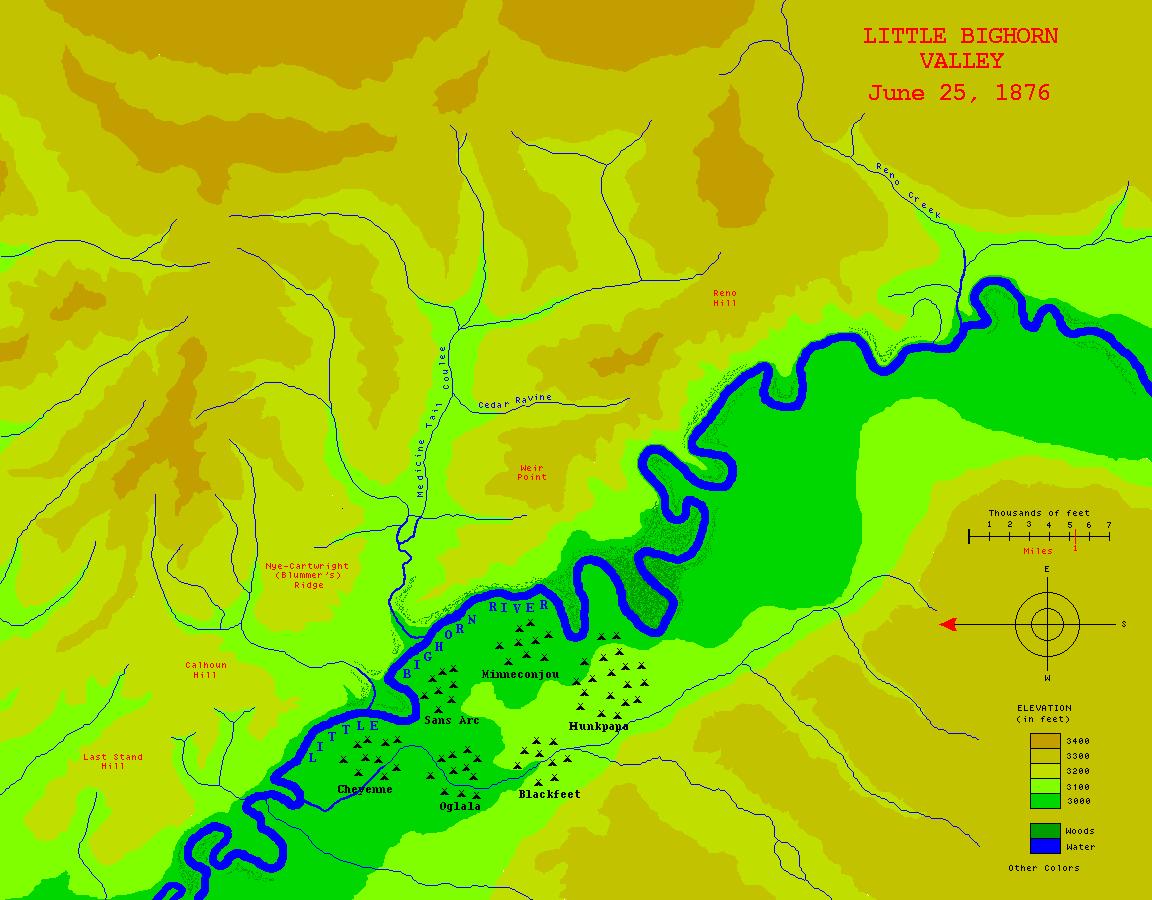 LITTLE BIGHORN
VALLEY
June 25, 1876
Reno Creek
Reno
Hill
Medicine Tail Coulee
Cedar Ravine
Weir
Point
Thousands of feet
1 2 3 4 5 6 7
Miles 1
E
S
W
Nye-Cartwright
(Blummer's)
Ridge
LITTLE BIGHORN RIVER
Calhoun
Hill
Minneconjou
Sans Arc
Hunkpapa
Last Stand
Hill
Cheyenne
Oglala
Blackfeet
ELEVATION
(in feet)
3400
3300
3200
3100
3000
Woods
Water
Other Colors